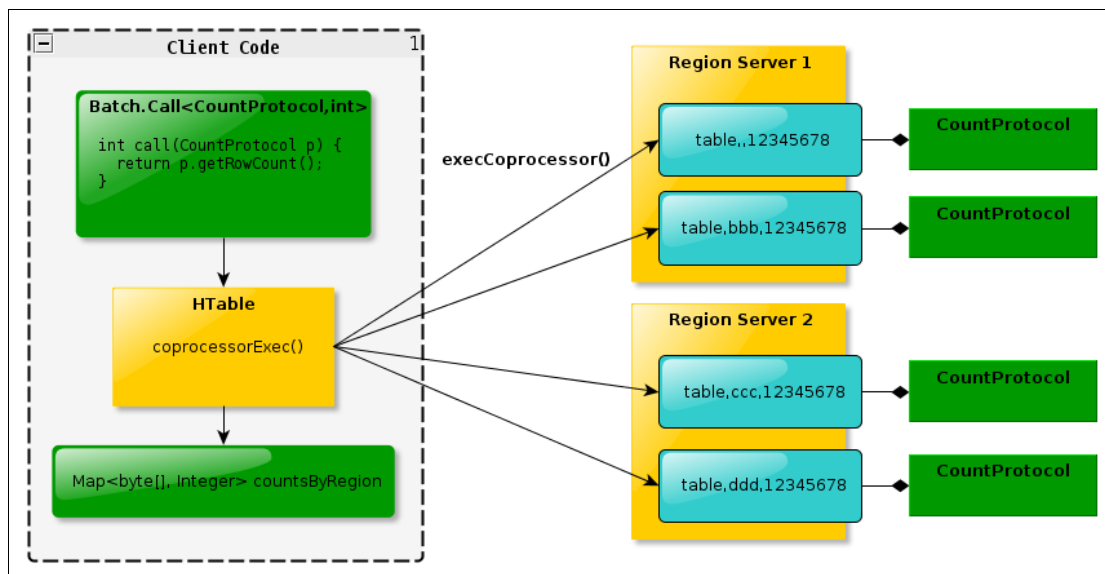 Client Code
1
Batch.Call<CountProtocol,int>
int call(CountProtocol p) {
return p.getRowCount();
}
HTable
coprocessorExec()
Map<byte[], Integer> countsByRegion
execCoprocessor()
Region Server 1
table,,12345678
CountProtocol
table,bbb,12345678
CountProtocol
Region Server 2
table,ccc,12345678
CountProtocol
table,ddd,12345678
CountProtocol